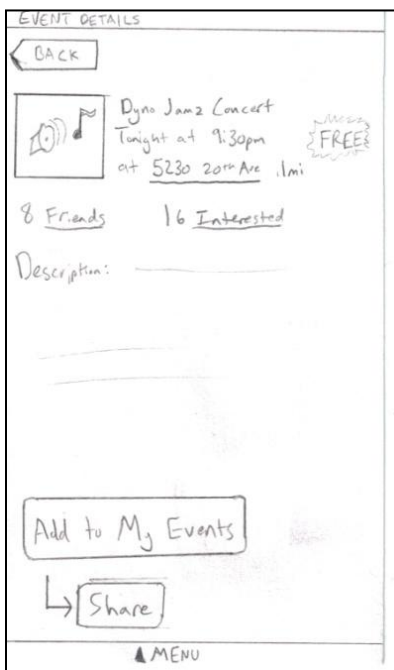 EVENT DETAILS
BACK
Dyno Jamz Concert
Tonight at 9:30pm
at 5230 20th Ave .1mi
FREE
8 Friends 16 Interested
Description:
Add to My Events
Share
MENU